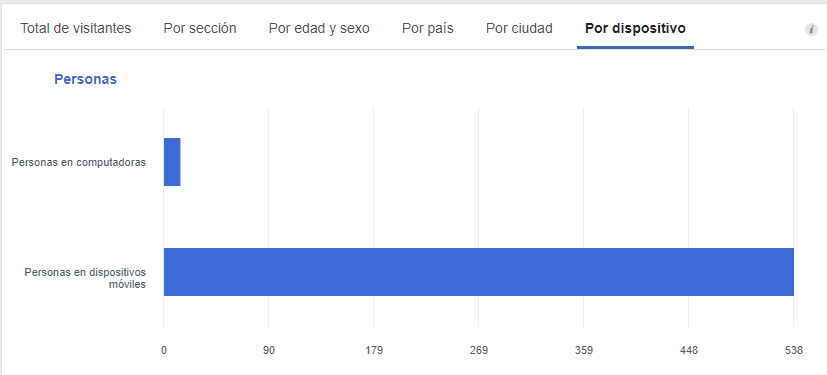 Total de visitantes Por sección Por edad y sexo Por país Por ciudad Por dispositivo i
Personas
Personas en computadoras
Personas en dispositivos
móviles
0 90 179 269 359 448 538